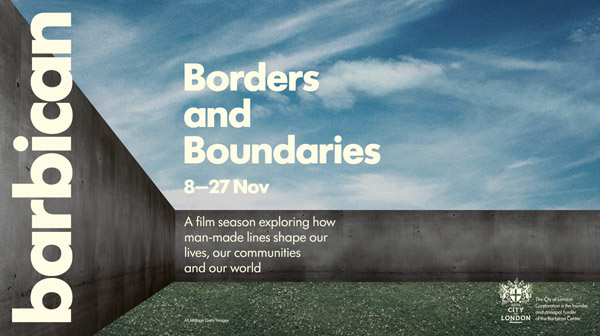 barbican
Borders
and
Boundaries
8—27 Nov
A film season exploring how
man-made lines shape our
lives, our communities
and our world
CITY
LONDON
The City of London
Corporation is the founder
and principal funder
of the Barbican Centre